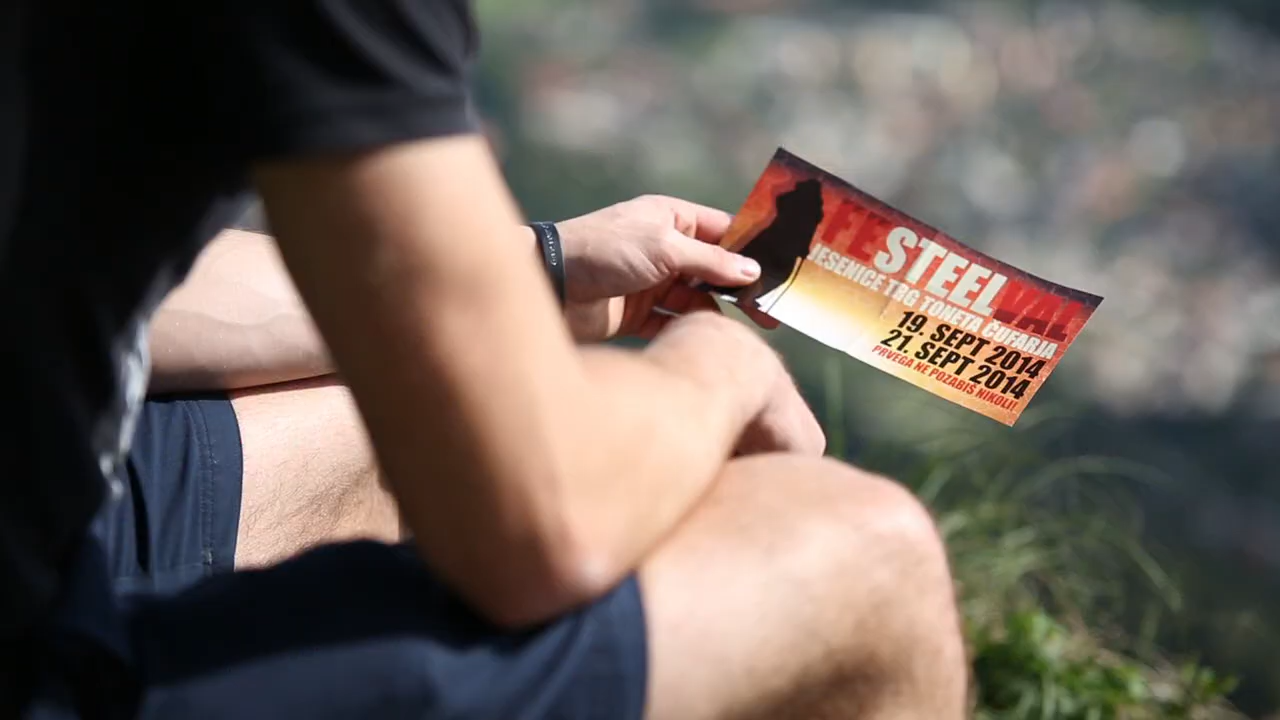 FESTEELVAL
JESENICE TRG TONETA ČUFARJA
19. SEPT 2014
21. SEPT 2014
PRVEGA NE POZABIŠ NIKOLI!